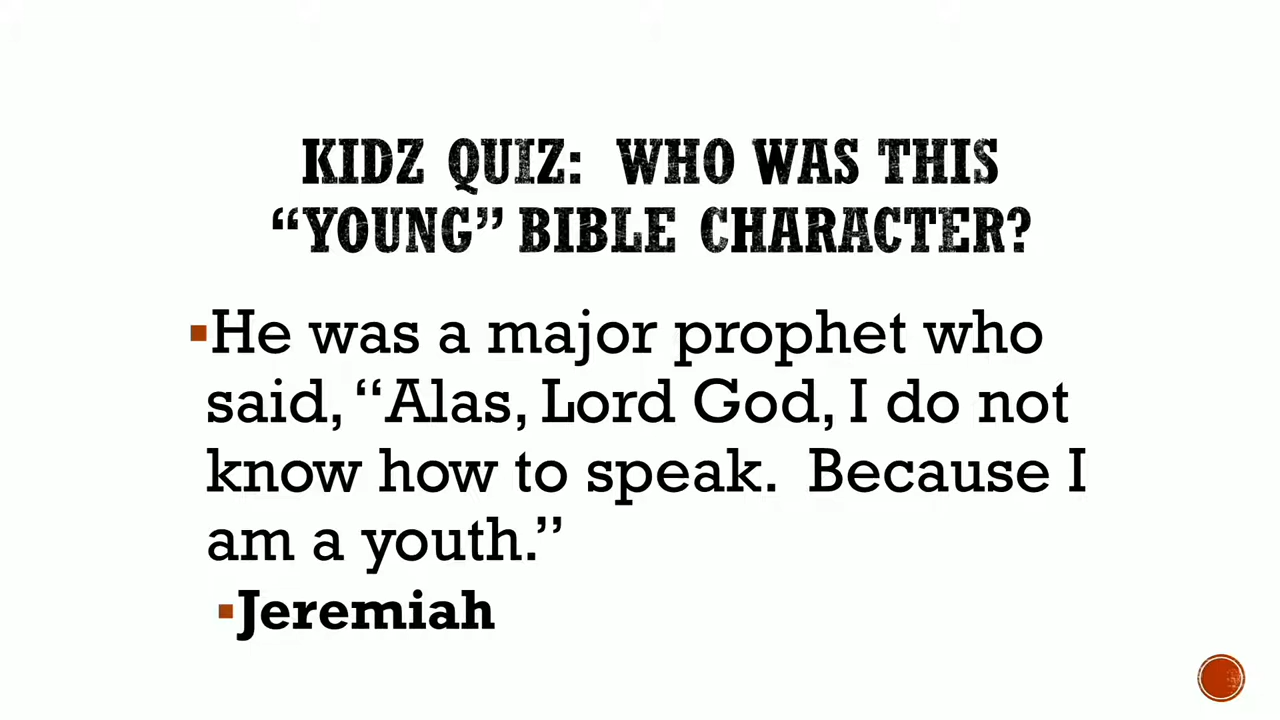 KIDZ QUIZ:  WHO WAS THIS
“YOUNG” BIBLE CHARACTER?
▪He was a major prophet who
said, “Alas, Lord God, I do not
know how to speak.  Because I
am a youth.”
▪Jeremiah